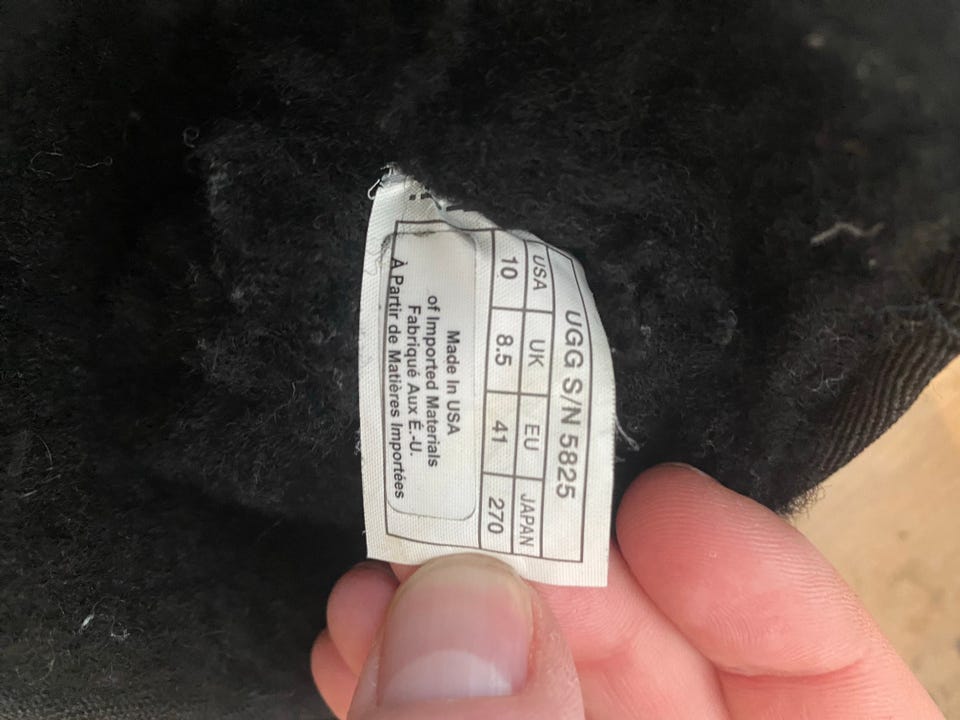 UGG S/N 5825
USA UK EU JAPAN
10 8.5 41 270
Made In USA
of Imported Materials
Fabriqué Aux É.-U.
À Partir de Matières Importées